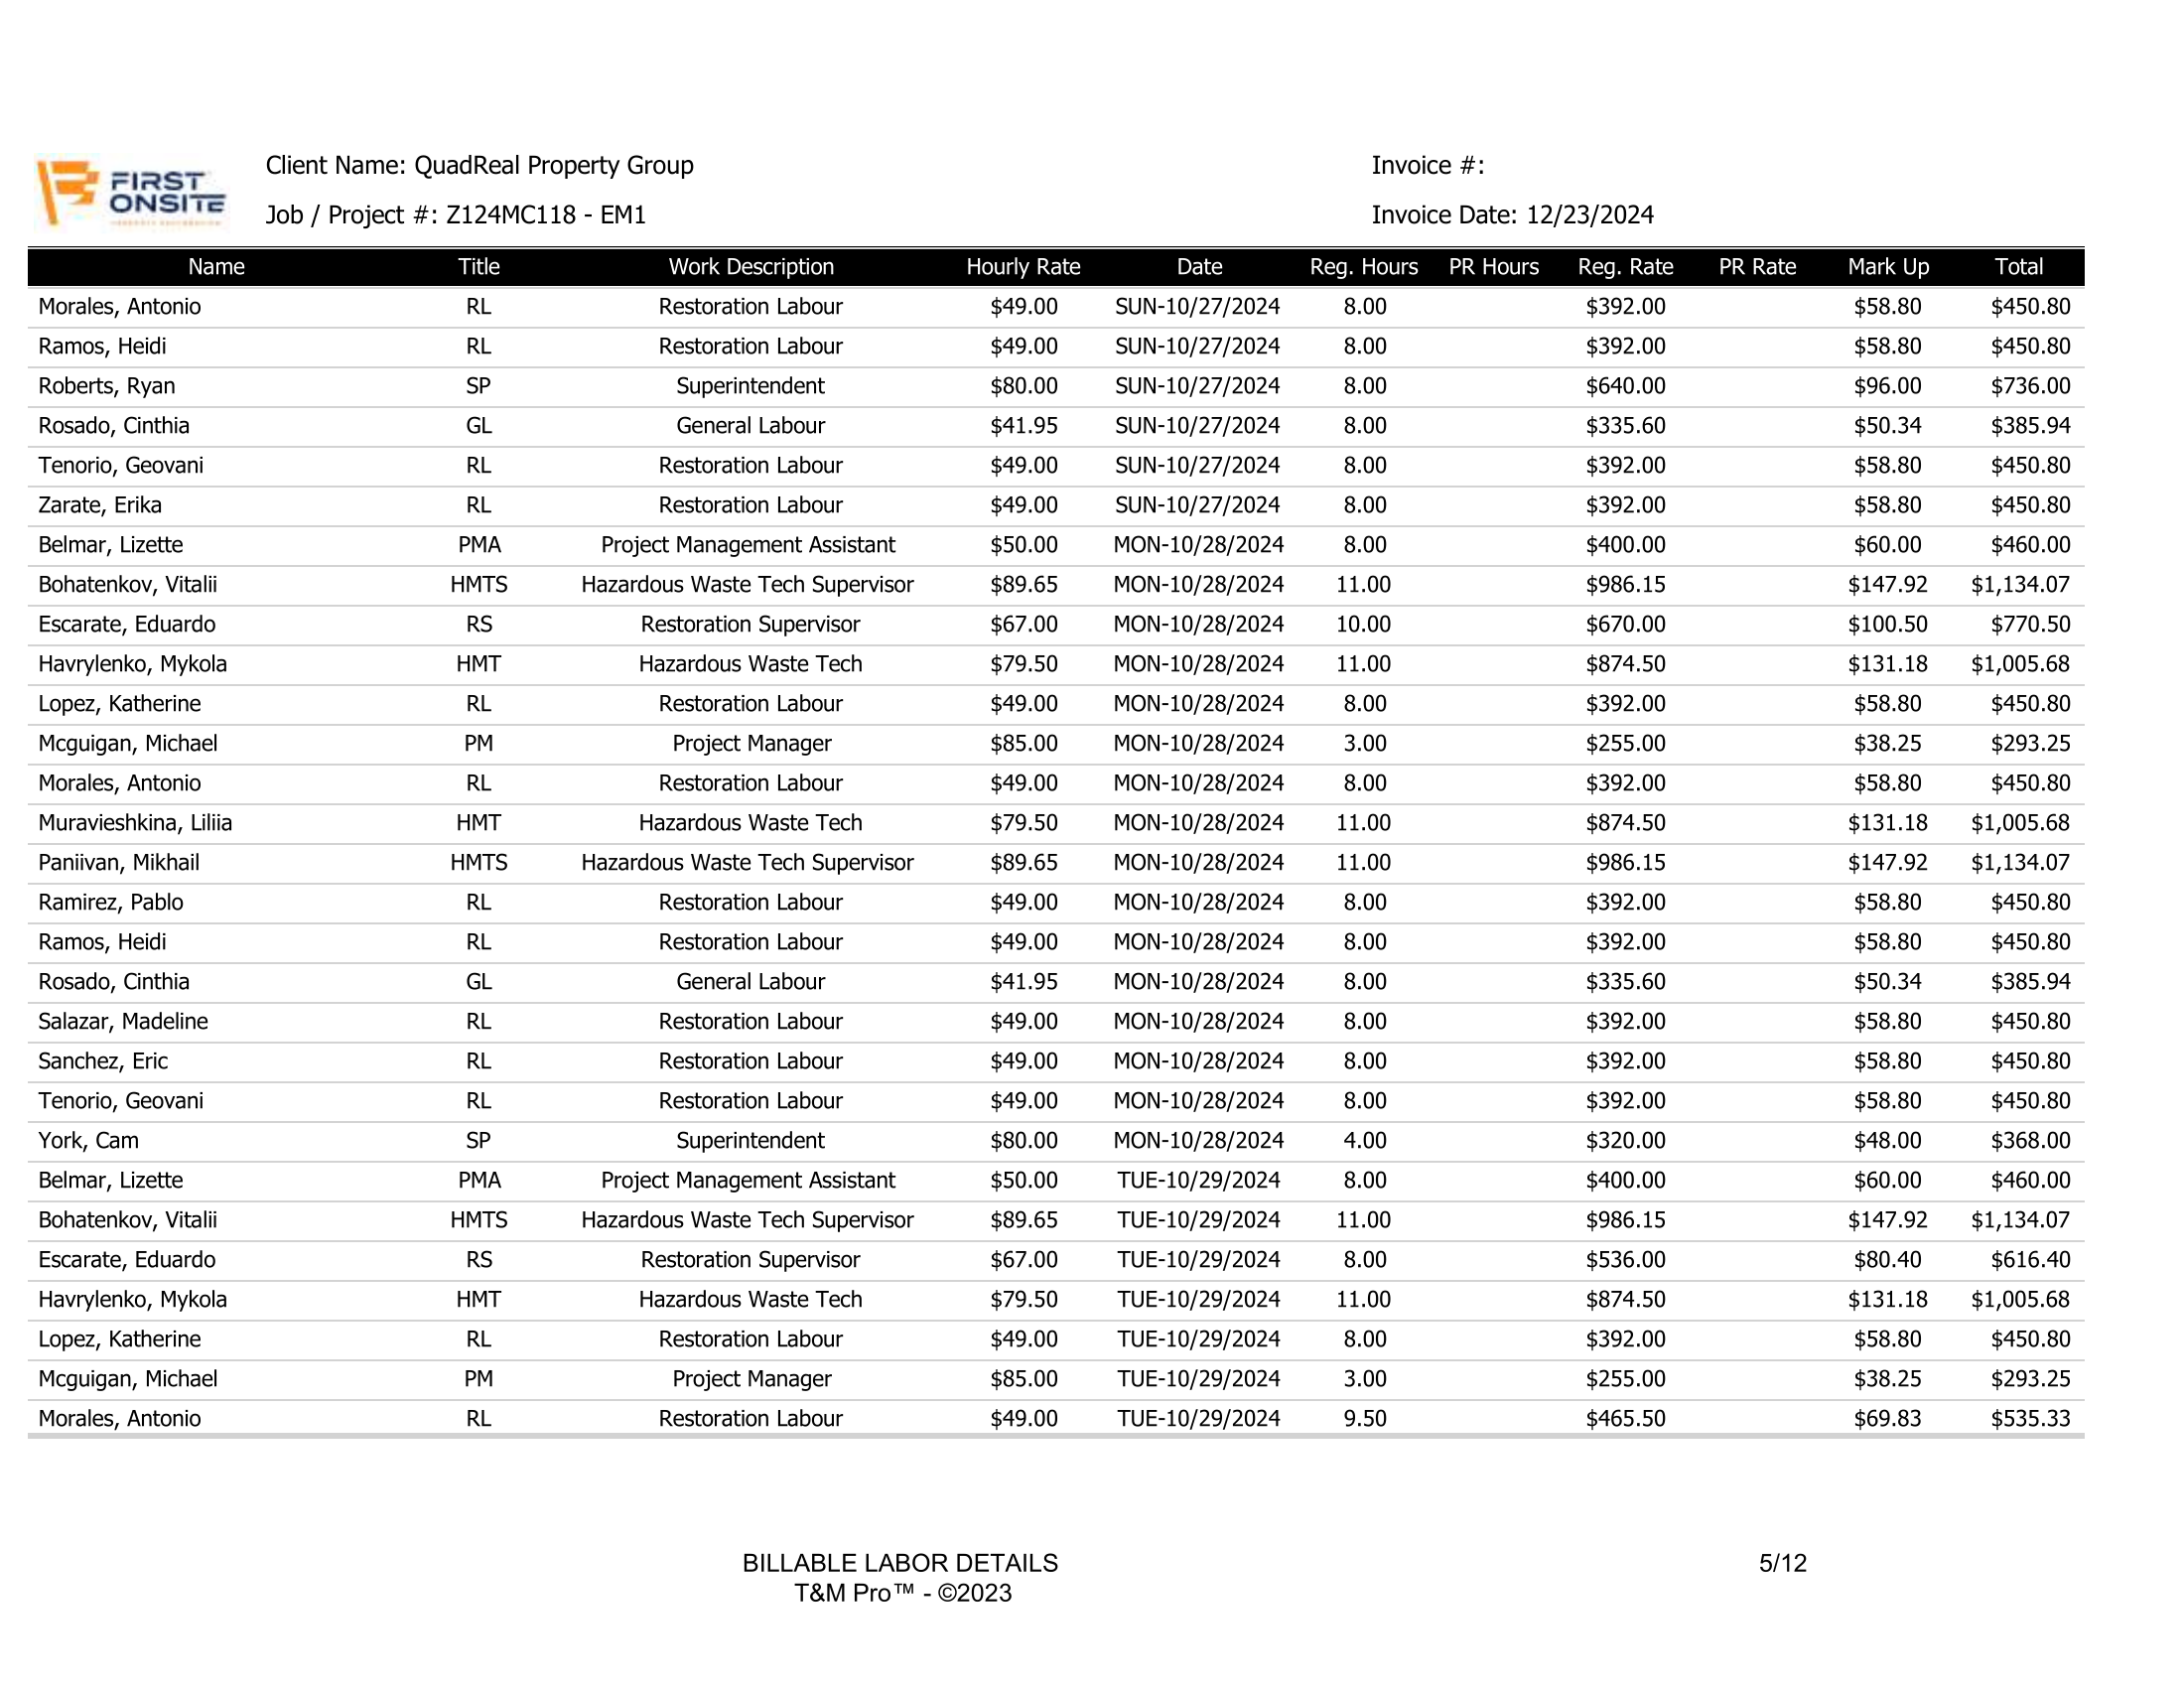 FIRST
ONSITE
Client Name: QuadReal Property Group
Invoice #:
Job / Project #: Z124MC118 - EM1
Invoice Date: 12/23/2024
Name Title Work Description Hourly Rate Date Reg. Hours PR Hours Reg. Rate PR Rate Mark Up Total
Morales, Antonio RL Restoration Labour $49.00 SUN-10/27/2024 8.00 $392.00 $58.80 $450.80
Ramos, Heidi RL Restoration Labour $49.00 SUN-10/27/2024 8.00 $392.00 $58.80 $450.80
Roberts, Ryan SP Superintendent $80.00 SUN-10/27/2024 8.00 $640.00 $96.00 $736.00
Rosado, Cinthia GL General Labour $41.95 SUN-10/27/2024 8.00 $335.60 $50.34 $385.94
Tenorio, Geovani RL Restoration Labour $49.00 SUN-10/27/2024 8.00 $392.00 $58.80 $450.80
Zarate, Erika RL Restoration Labour $49.00 SUN-10/27/2024 8.00 $392.00 $58.80 $450.80
Belmar, Lizette PMA Project Management Assistant $50.00 MON-10/28/2024 8.00 $400.00 $60.00 $460.00
Bohatenkov, Vitalii HMTS Hazardous Waste Tech Supervisor $89.65 MON-10/28/2024 11.00 $986.15 $147.92 $1,134.07
Escarate, Eduardo RS Restoration Supervisor $67.00 MON-10/28/2024 10.00 $670.00 $100.50 $770.50
Havrylenko, Mykola HMT Hazardous Waste Tech $79.50 MON-10/28/2024 11.00 $874.50 $131.18 $1,005.68
Lopez, Katherine RL Restoration Labour $49.00 MON-10/28/2024 8.00 $392.00 $58.80 $450.80
Mcguigan, Michael PM Project Manager $85.00 MON-10/28/2024 3.00 $255.00 $38.25 $293.25
Morales, Antonio RL Restoration Labour $49.00 MON-10/28/2024 8.00 $392.00 $58.80 $450.80
Muravieshkina, Liliia HMT Hazardous Waste Tech $79.50 MON-10/28/2024 11.00 $874.50 $131.18 $1,005.68
Paniivan, Mikhail HMTS Hazardous Waste Tech Supervisor $89.65 MON-10/28/2024 11.00 $986.15 $147.92 $1,134.07
Ramirez, Pablo RL Restoration Labour $49.00 MON-10/28/2024 8.00 $392.00 $58.80 $450.80
Ramos, Heidi RL Restoration Labour $49.00 MON-10/28/2024 8.00 $392.00 $58.80 $450.80
Rosado, Cinthia GL General Labour $41.95 MON-10/28/2024 8.00 $335.60 $50.34 $385.94
Salazar, Madeline RL Restoration Labour $49.00 MON-10/28/2024 8.00 $392.00 $58.80 $450.80
Sanchez, Eric RL Restoration Labour $49.00 MON-10/28/2024 8.00 $392.00 $58.80 $450.80
Tenorio, Geovani RL Restoration Labour $49.00 MON-10/28/2024 8.00 $392.00 $58.80 $450.80
York, Cam SP Superintendent $80.00 MON-10/28/2024 4.00 $320.00 $48.00 $368.00
Belmar, Lizette PMA Project Management Assistant $50.00 TUE-10/29/2024 8.00 $400.00 $60.00 $460.00
Bohatenkov, Vitalii HMTS Hazardous Waste Tech Supervisor $89.65 TUE-10/29/2024 11.00 $986.15 $147.92 $1,134.07
Escarate, Eduardo RS Restoration Supervisor $67.00 TUE-10/29/2024 8.00 $536.00 $80.40 $616.40
Havrylenko, Mykola HMT Hazardous Waste Tech $79.50 TUE-10/29/2024 11.00 $874.50 $131.18 $1,005.68
Lopez, Katherine RL Restoration Labour $49.00 TUE-10/29/2024 8.00 $392.00 $58.80 $450.80
Mcguigan, Michael PM Project Manager $85.00 TUE-10/29/2024 3.00 $255.00 $38.25 $293.25
Morales, Antonio RL Restoration Labour $49.00 TUE-10/29/2024 9.50 $465.50 $69.83 $535.33
BILLABLE LABOR DETAILS 5/12
T&M Pro™ - ©2023